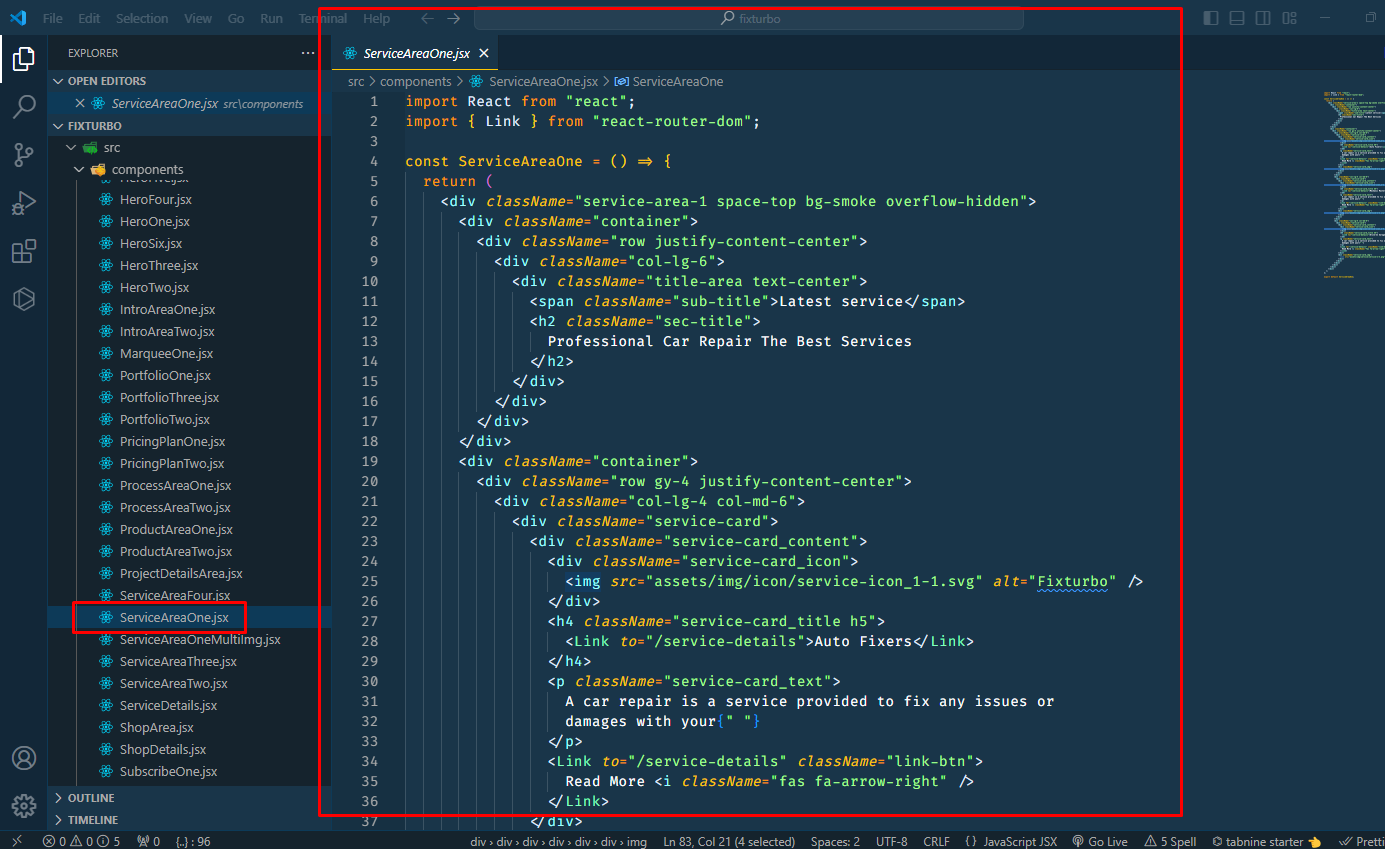 File Edit Selection View Go Run Terminal Help
fixturbo
EXPLORER
OPEN EDITORS
ServiceAreaOne.jsx src\components
FIXTURBO
src
components
HeroFive.jsx
HeroFour.jsx
HeroOne.jsx
HeroSix.jsx
HeroThree.jsx
HeroTwo.jsx
IntroAreaOne.jsx
IntroAreaTwo.jsx
MarqueeOne.jsx
PortfolioOne.jsx
PortfolioThree.jsx
PortfolioTwo.jsx
PricingPlanOne.jsx
PricingPlanTwo.jsx
ProcessAreaOne.jsx
ProcessAreaTwo.jsx
ProductAreaOne.jsx
ProductAreaTwo.jsx
ProjectDetailsArea.jsx
ServiceAreaFour.jsx
ServiceAreaOne.jsx
ServiceAreaOneMultiImg.jsx
ServiceAreaThree.jsx
ServiceAreaTwo.jsx
ServiceDetails.jsx
ShopArea.jsx
ShopDetails.jsx
SubscribeOne.jsx
OUTLINE
TIMELINE
ServiceAreaOne.jsx
src > components > ServiceAreaOne.jsx > ServiceAreaOne
1 import React from "react";
2 import { Link } from "react-router-dom";
3
4 const ServiceAreaOne = () => {
5 return (
6 <div className="service-area-1 space-top bg-smoke overflow-hidden">
7 <div className="container">
8 <div className="row justify-content-center">
9 <div className="col-lg-6">
10 <div className="title-area text-center">
11 <span className="sub-title">Latest service</span>
12 <h2 className="sec-title">
13 Professional Car Repair The Best Services
14 </h2>
15 </div>
16 </div>
17 </div>
18 </div>
19 <div className="container">
20 <div className="row gy-4 justify-content-center">
21 <div className="col-lg-4 col-md-6">
22 <div className="service-card">
23 <div className="service-card_content">
24 <div className="service-card_icon">
25 <img src="assets/img/icon/service-icon_1-1.svg" alt="Fixturbo" />
26 </div>
27 <h4 className="service-card_title h5">
28 <Link to="/service-details">Auto Fixers</Link>
29 </h4>
30 <p className="service-card_text">
31 A car repair is a service provided to fix any issues or
32 damages with your{" "}
33 </p>
34 <Link to="/service-details" className="link-btn">
35 Read More <i className="fas fa-arrow-right" />
36 </Link>
37 </div>
0 0 5 0 {..} : 96 div › div › div › div › div › div › img Ln 83, Col 21 (4 selected) Spaces: 2 UTF-8 CRLF {} JavaScript JSX Go Live 5 Spell tabnine starter Pretti